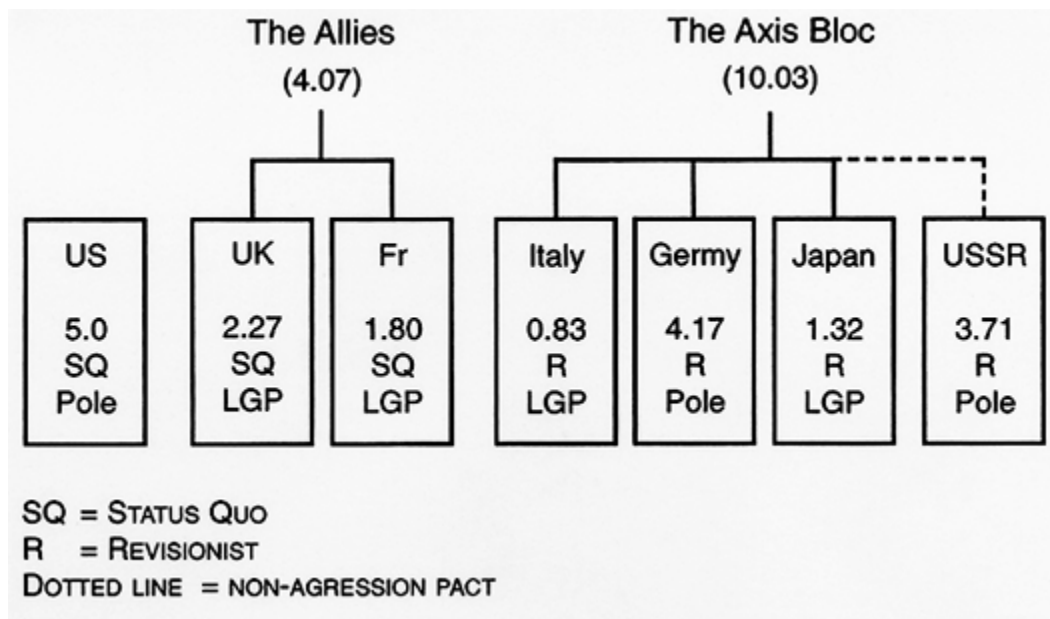 The Allies
(4.07)
The Axis Bloc
(10.03)
US
5.0
SQ
Pole
UK
2.27
SQ
LGP
Fr
1.80
SQ
LGP
Italy
0.83
R
LGP
Germy
4.17
R
Pole
Japan
1.32
R
LGP
USSR
3.71
R
Pole
SQ = STATUS QUO
R = REVISIONIST
DOTTED LINE = NON-AGRESSION PACT